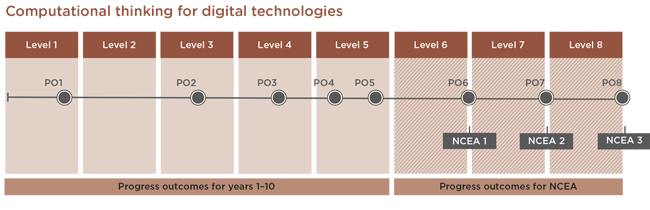 Computational thinking for digital technologies
Level 1 Level 2 Level 3 Level 4 Level 5 Level 6 Level 7 Level 8
PO1 PO2 PO3 PO4 PO5 PO6 PO7 PO8
NCEA 1 NCEA 2 NCEA 3
Progress outcomes for years 1–10 Progress outcomes for NCEA